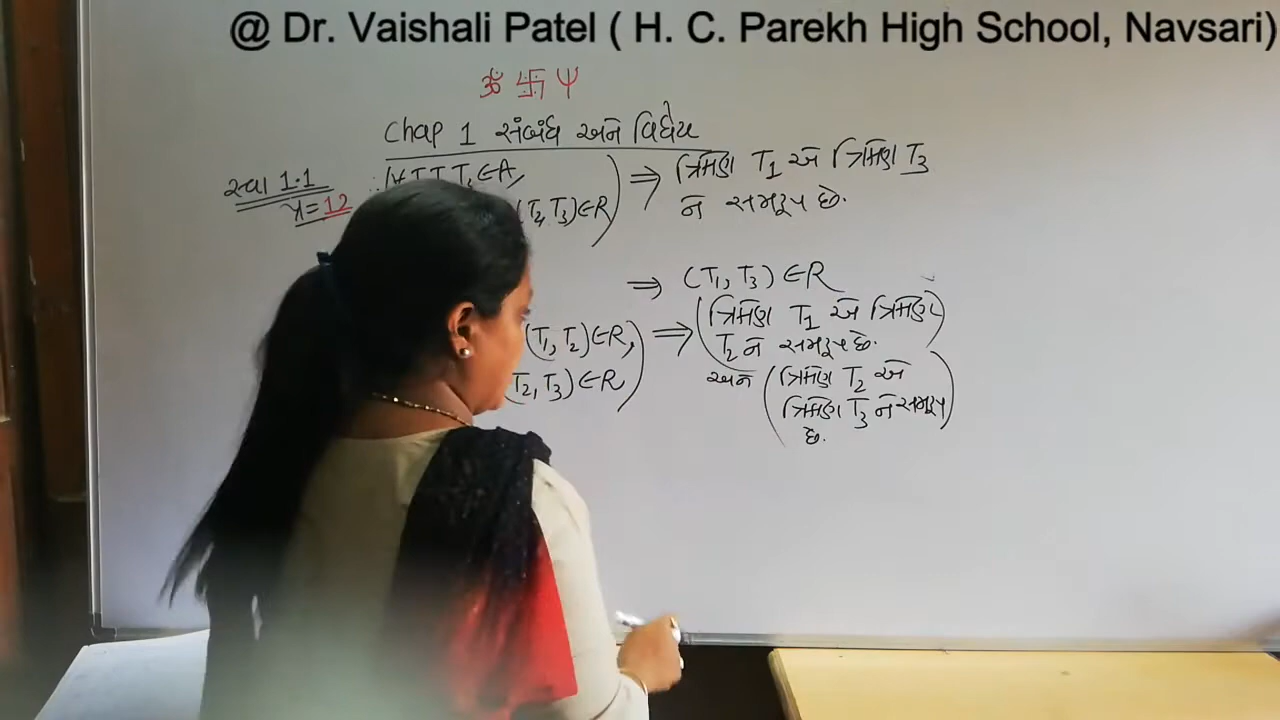 @ Dr. Vaishali Patel ( H. C. Parekh High School, Navsari)
ૐ 卐 Ψ
Chap 1 સંબંધ અને વિધેય
સ્વા 1.1
12
∈A,
(T2, T3)∈R) ⇒ ત્રિકોણ T1 એ ત્રિકોણ T3
ને સમરૂપ છે.
⇒ (T1, T3) ∈R
(T1, T2)∈R, ⇒ (ત્રિકોણ T1 એ ત્રિકોણ
T2 ને સમરૂપ છે.)
(T2, T3)∈R) અને (ત્રિકોણ T2 એ
ત્રિકોણ T3 ને સમરૂપ
છે.)